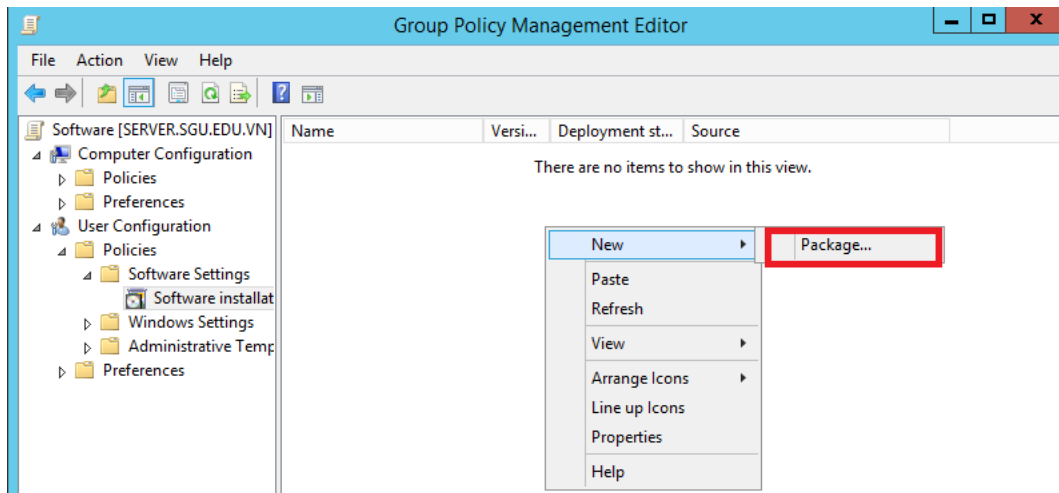 Group Policy Management Editor
File Action View Help
Software [SERVER.SGU.EDU.VN]
Computer Configuration
Policies
Preferences
User Configuration
Policies
Software Settings
Software installat
Windows Settings
Administrative Temp
Preferences
Name Versi... Deployment st... Source
There are no items to show in this view.
New
Paste
Refresh
View
Arrange Icons
Line up Icons
Properties
Help
Package...